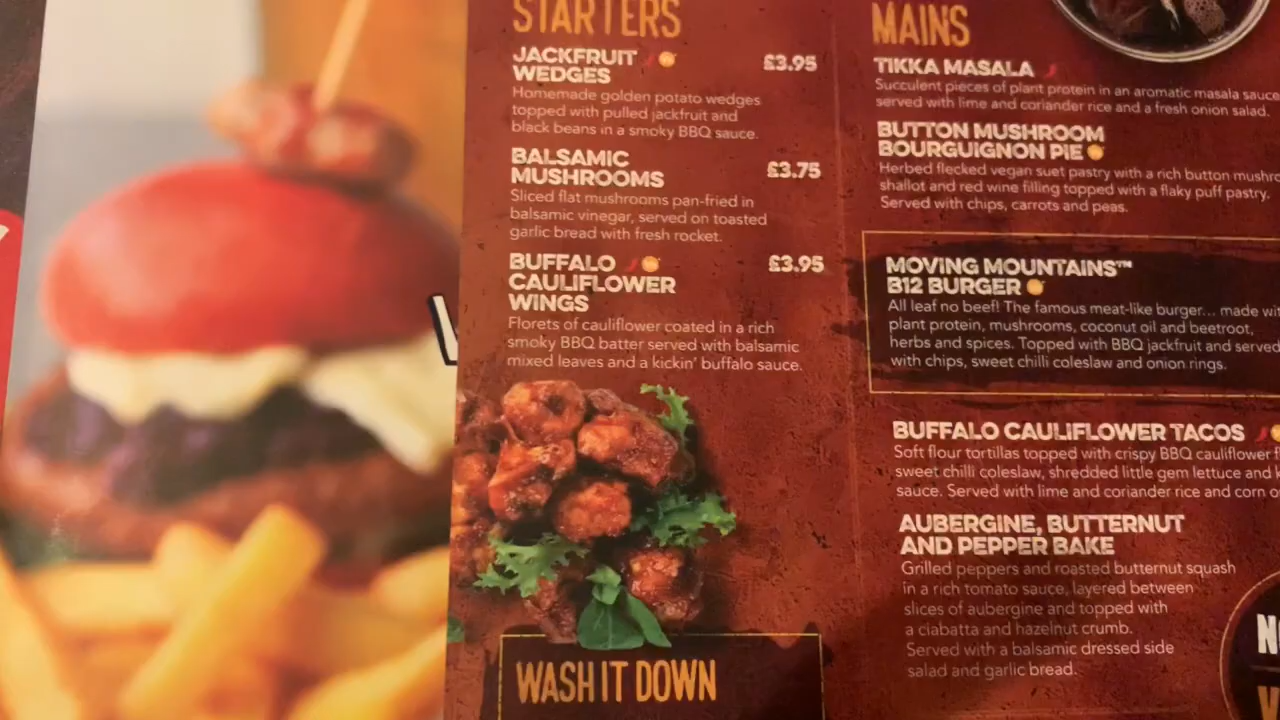 STARTERS
JACKFRUIT
WEDGES
£3.95
Homemade golden potato wedges
topped with pulled jackfruit and
black beans in a smoky BBQ sauce.
BALSAMIC
MUSHROOMS
£3.75
Sliced flat mushrooms pan-fried in
balsamic vinegar, served on toasted
garlic bread with fresh rocket.
BUFFALO
CAULIFLOWER
WINGS
£3.95
Florets of cauliflower coated in a rich
smoky BBQ batter served with balsamic
mixed leaves and a kickin' buffalo sauce.
WASH IT DOWN
MAINS
TIKKA MASALA
Succulent pieces of plant protein in an aromatic masala sauce
served with lime and coriander rice and a fresh onion salad.
BUTTON MUSHROOM
BOURGUIGNON PIE
Herbed flecked vegan suet pastry with a rich button
shallot and red wine filling topped with a flaky puff pastry.
Served with chips, carrots and peas.
MOVING MOUNTAINS™
B12 BURGER
All leaf no beef! The famous meat-like burger... made
plant protein, mushrooms, coconut oil and beetroot,
herbs and spices. Topped with BBQ jackfruit and served
with chips, sweet chilli coleslaw and onion rings.
BUFFALO CAULIFLOWER TACOS
Soft flour tortillas topped with crispy BBQ cauliflower
sweet chilli coleslaw, shredded little gem lettuce and
sauce. Served with lime and coriander rice and corn
AUBERGINE, BUTTERNUT
AND PEPPER BAKE
Grilled peppers and roasted butternut squash
in a rich tomato sauce, layered between
slices of aubergine and topped with
a ciabatta and hazelnut crumb.
Served with a balsamic dressed side
salad and garlic bread.